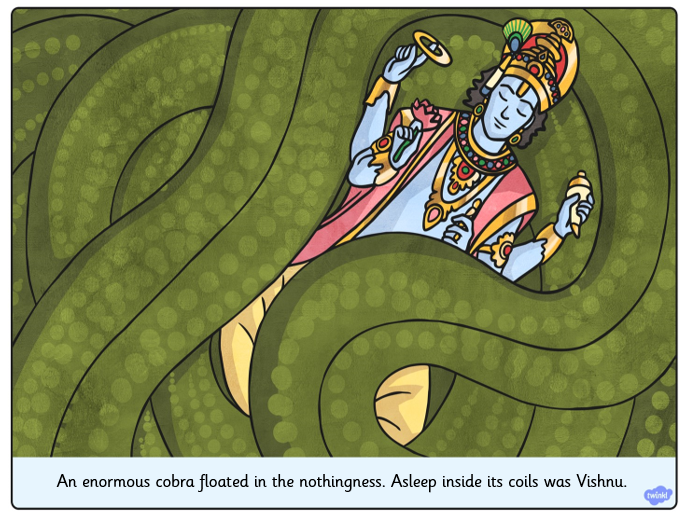 An enormous cobra floated in the nothingness. Asleep inside its coils was Vishnu.
twinkl